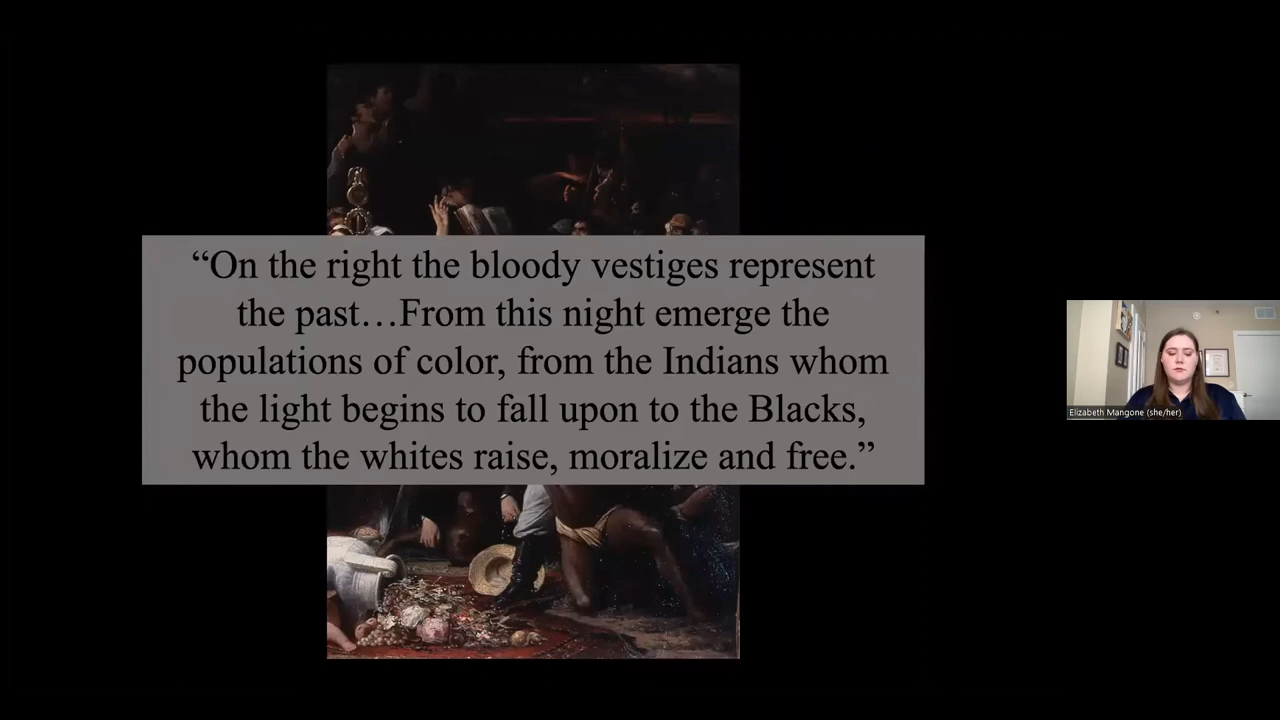 “On the right the bloody vestiges represent
the past…From this night emerge the
populations of color, from the Indians whom
the light begins to fall upon to the Blacks,
whom the whites raise, moralize and free.”
Elizabeth Mangone (she/her)